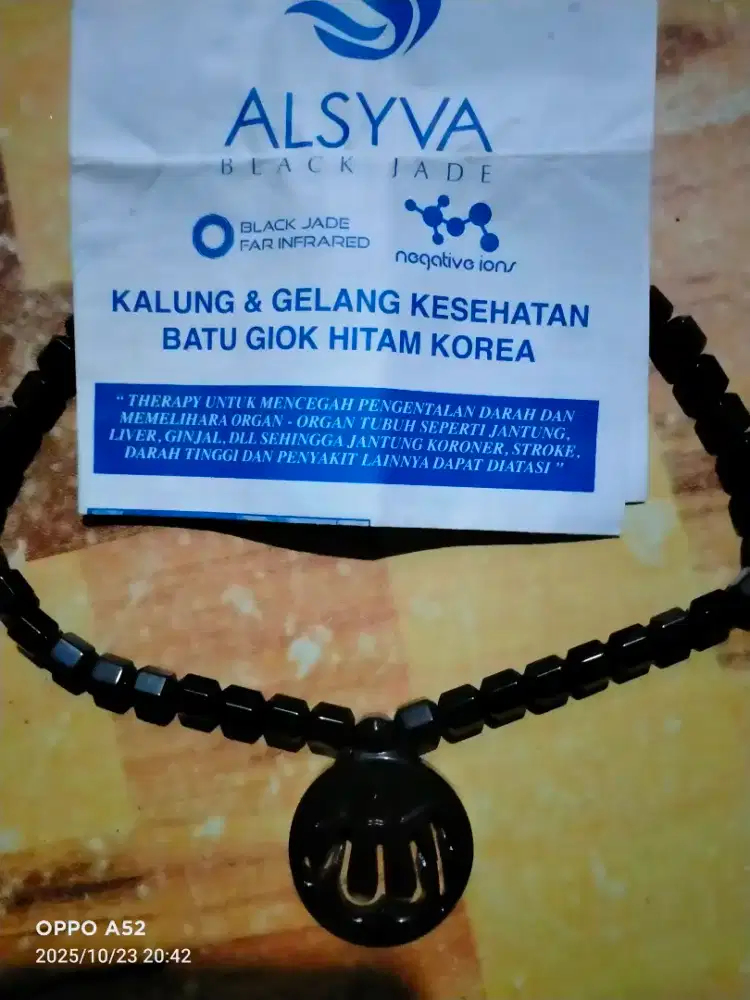 ALSYVA
BLACK JADE
BLACK JADE
FAR INFRARED
negative ions
KALUNG & GELANG KESEHATAN
BATU GIOK HITAM KOREA
“ THERAPY UNTUK MENCEGAH PENGENTALAN DARAH DAN
MEMELIHARA ORGAN - ORGAN TUBUH SEPERTI JANTUNG,
LIVER, GINJAL, DLL SEHINGGA JANTUNG KORONER, STROKE,
DARAH TINGGI DAN PENYAKIT LAINNYA DAPAT DIATASI ”
OPPO A52
2025/10/23 20:42